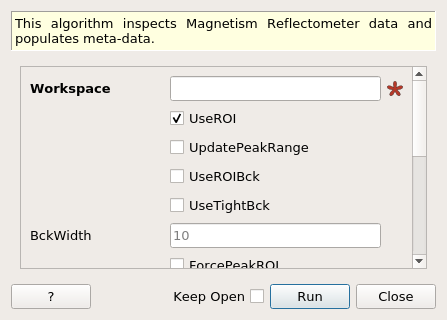 This algorithm inspects Magnetism Reflectometer data and
populates meta-data.
Workspace
UseROI
UpdatePeakRange
UseROIBck
UseTightBck
BckWidth 10
ForcePeakROI
? Keep Open Run Close